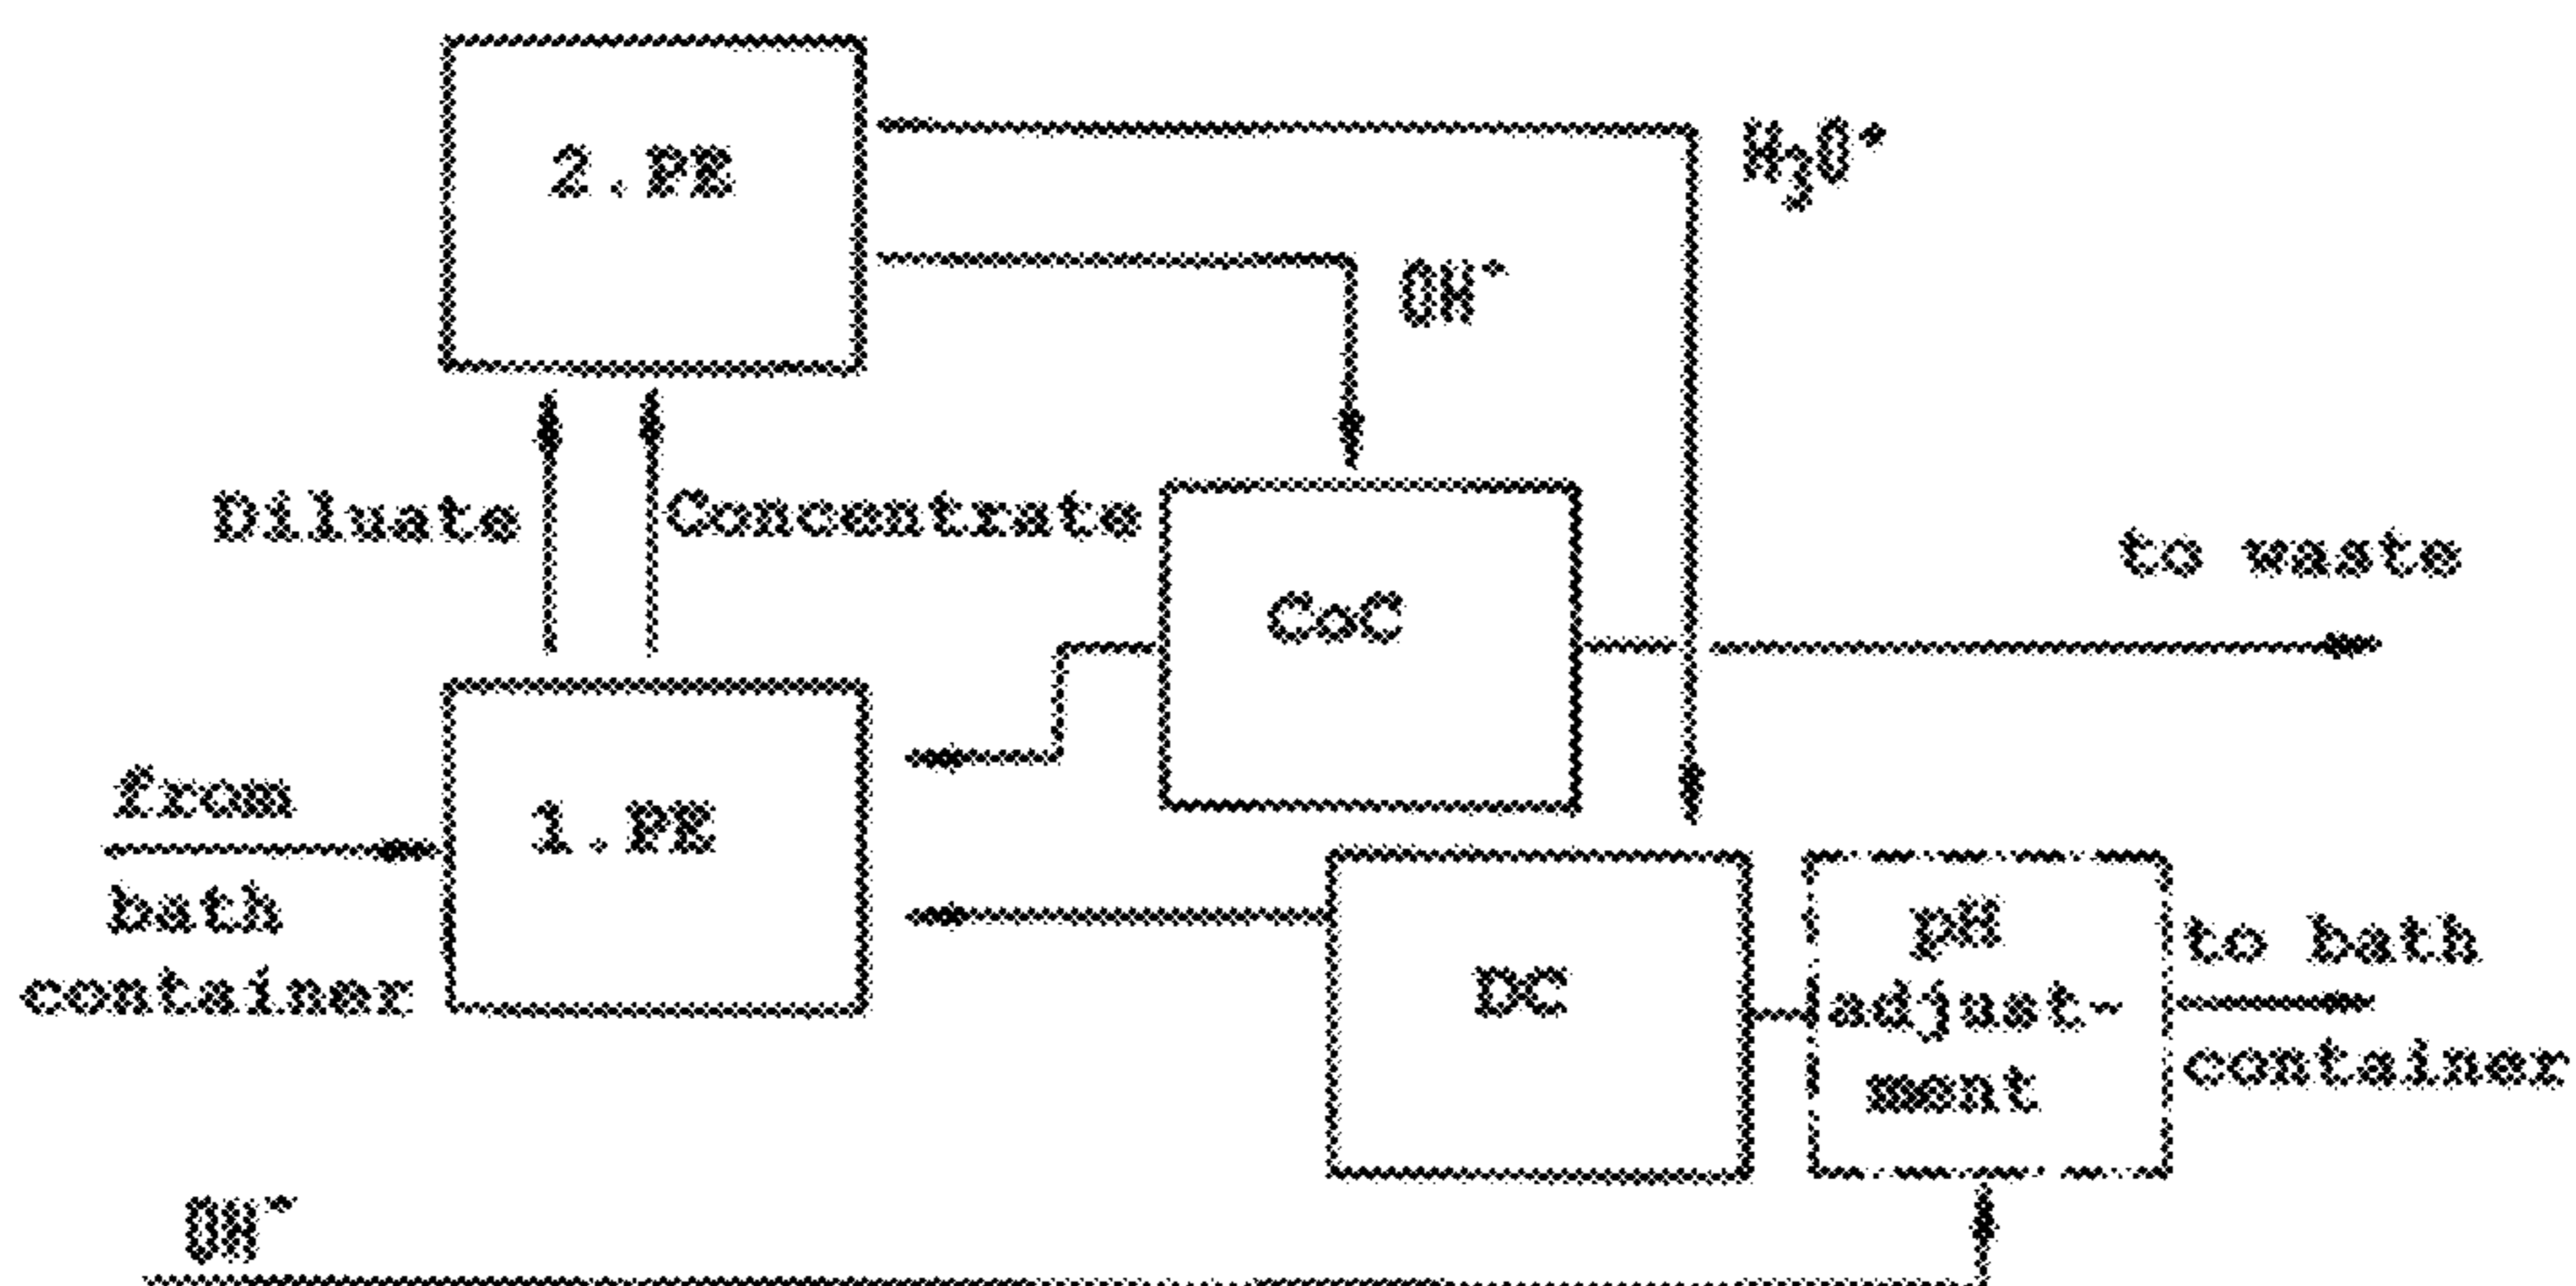 2.PE
H₃O⁺
OH⁻
Diluate
Concentrate
CoC
to waste
from
bath
container
1.PE
DC
pH
adjust-
ment
to bath
container
OH⁻